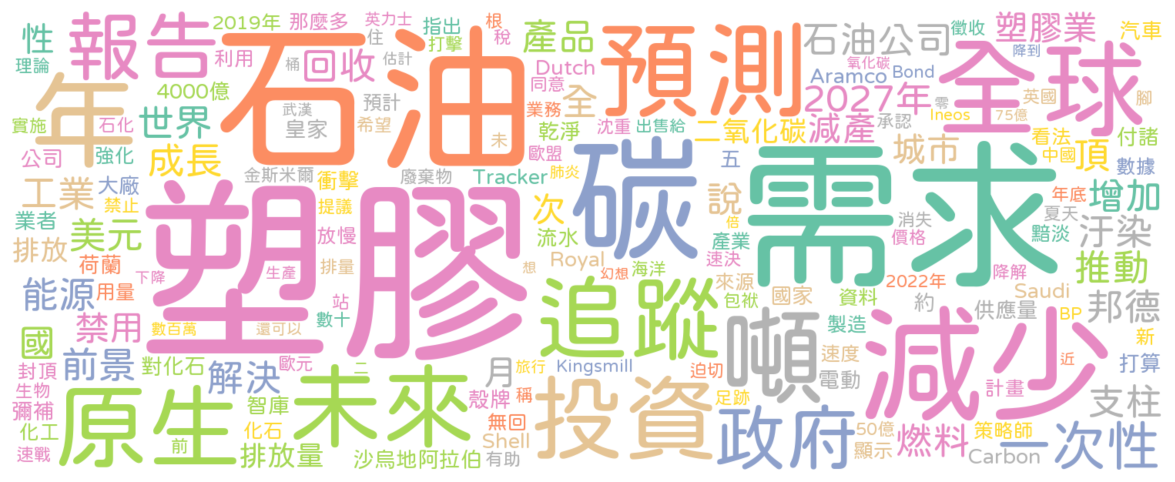 2019年 那麼多 英力士 指出 根 產品 石油公司 徵收 塑膠業 汽車
性 報告 石油 住 打擊 稅 預測 氧化碳 降到 全球
理論 利用 回收 桶 估計 Dutch 同意 Aramco Bond
4000億 年 武漢 預計 業務 全 2027年 零 英國 腳
實施 石化 世界 皇家 希望 未 乾淨 沈重 出售給 二氧化碳 減產 承認 Ineos 75億 看法 付諸
公司 強化 成長 歐盟 碳 需求 城市 中國 頂 數據
金斯米爾 廢棄物 肺炎 五
工業 大廠 禁止 塑膠 衝擊 Tracker 說 年底 增加
業者 提議 次 倍 消失 夏天 黯淡
排放 美元 放慢 流水 產業 價格 汙染
荷蘭 下降 生產 排量 想 Royal 幻想 海洋 速決 來源 2022年 降解 推動
能源 用量 站 追蹤 包袱 國家 資料 Saudi
數百萬 還可以 數十 噸 約 供應量 BP 邦德
國 禁用 製造 減少 新
封頂 前景 對化石 歐元 二 旅行 Kingsmill 迫切 速度 近 打算
生物 解決 未來 月 殼牌 稱 投資 足跡 電動 計畫 支柱
彌補 原生 智庫 無回 政府 50億 策略師 一次性
化工 前 化石 Shell 燃料
速戰 排放量 沙烏地阿拉伯 有助 顯示 Carbon